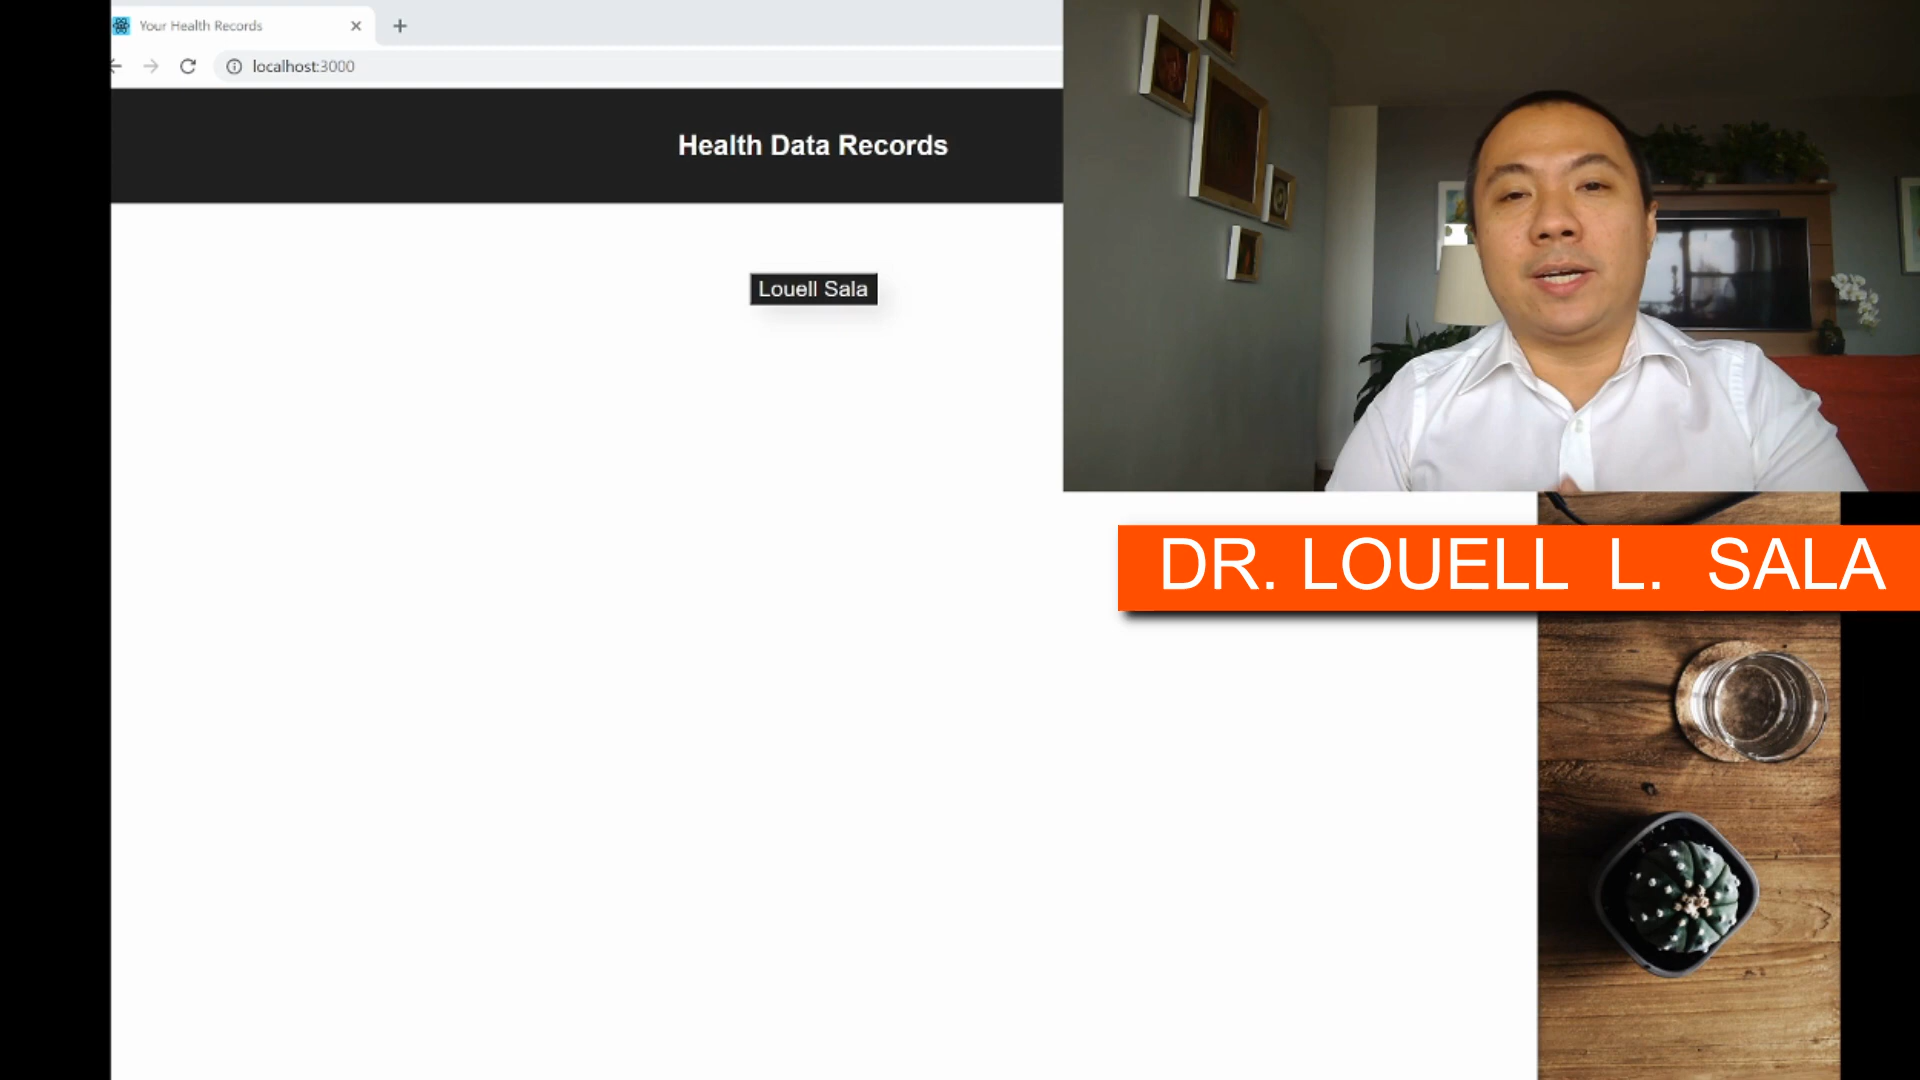 Your Health Records
localhost:3000
Health Data Records
Louell Sala
DR. LOUELL L. SALA